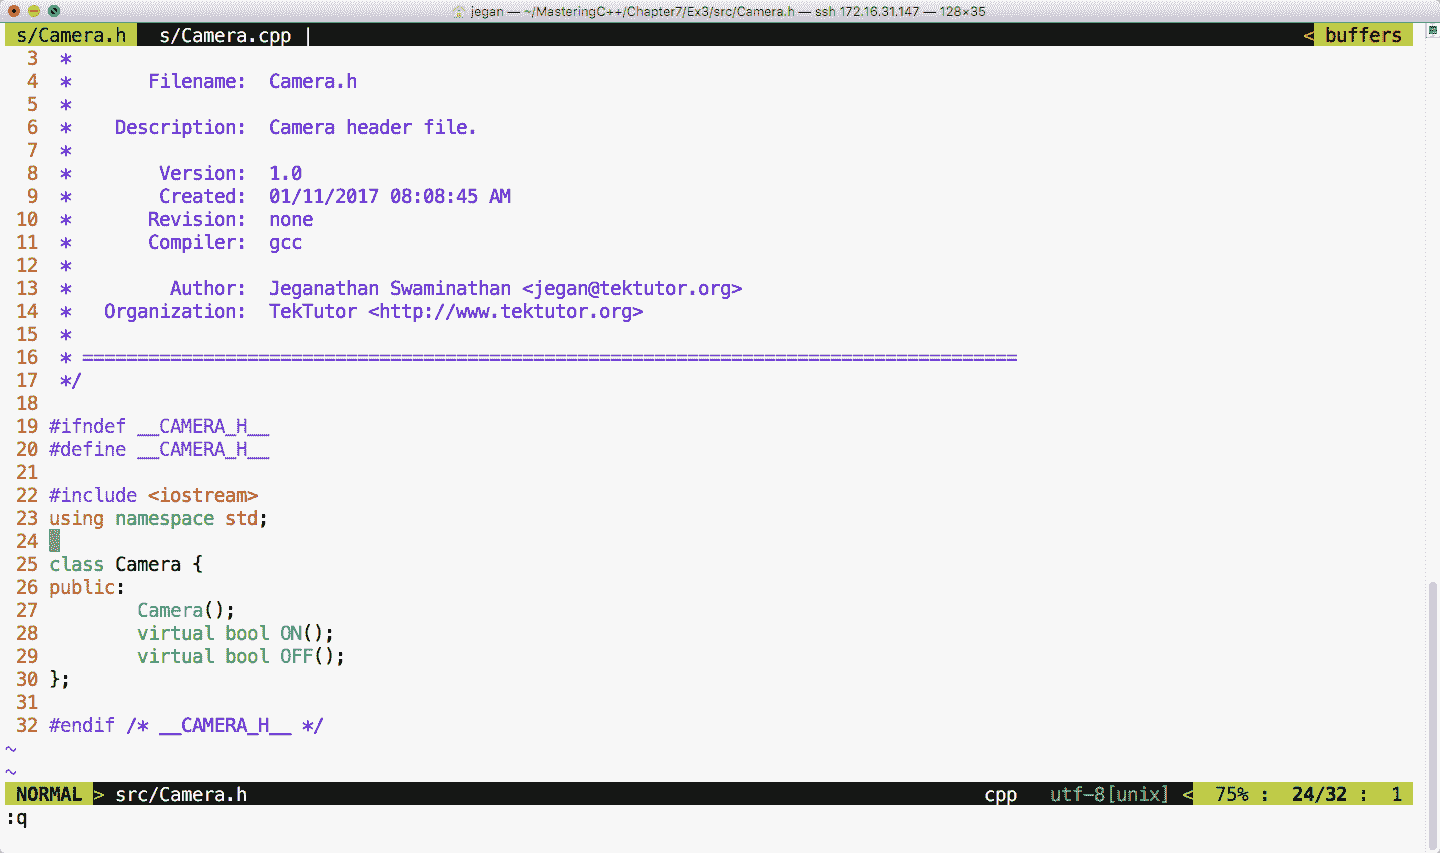 jegan — ~/MasteringC++/Chapter7/Ex3/src/Camera.h — ssh 172.16.31.147 — 128×35
s/Camera.h s/Camera.cpp | < buffers
3 *
4 * Filename: Camera.h
5 *
6 * Description: Camera header file.
7 *
8 * Version: 1.0
9 * Created: 01/11/2017 08:08:45 AM
10 * Revision: none
11 * Compiler: gcc
12 *
13 * Author: Jeganathan Swaminathan <jegan@tektutor.org>
14 * Organization: TekTutor <http://www.tektutor.org>
15 *
16 * =====================================================================================
17 */
18
19 #ifndef __CAMERA_H__
20 #define __CAMERA_H__
21
22 #include <iostream>
23 using namespace std;
24
25 class Camera {
26 public:
27 Camera();
28 virtual bool ON();
29 virtual bool OFF();
30 };
31
32 #endif /* __CAMERA_H__ */
~
~
NORMAL > src/Camera.h cpp utf-8[unix] < 75% : 24/32 : 1
:q